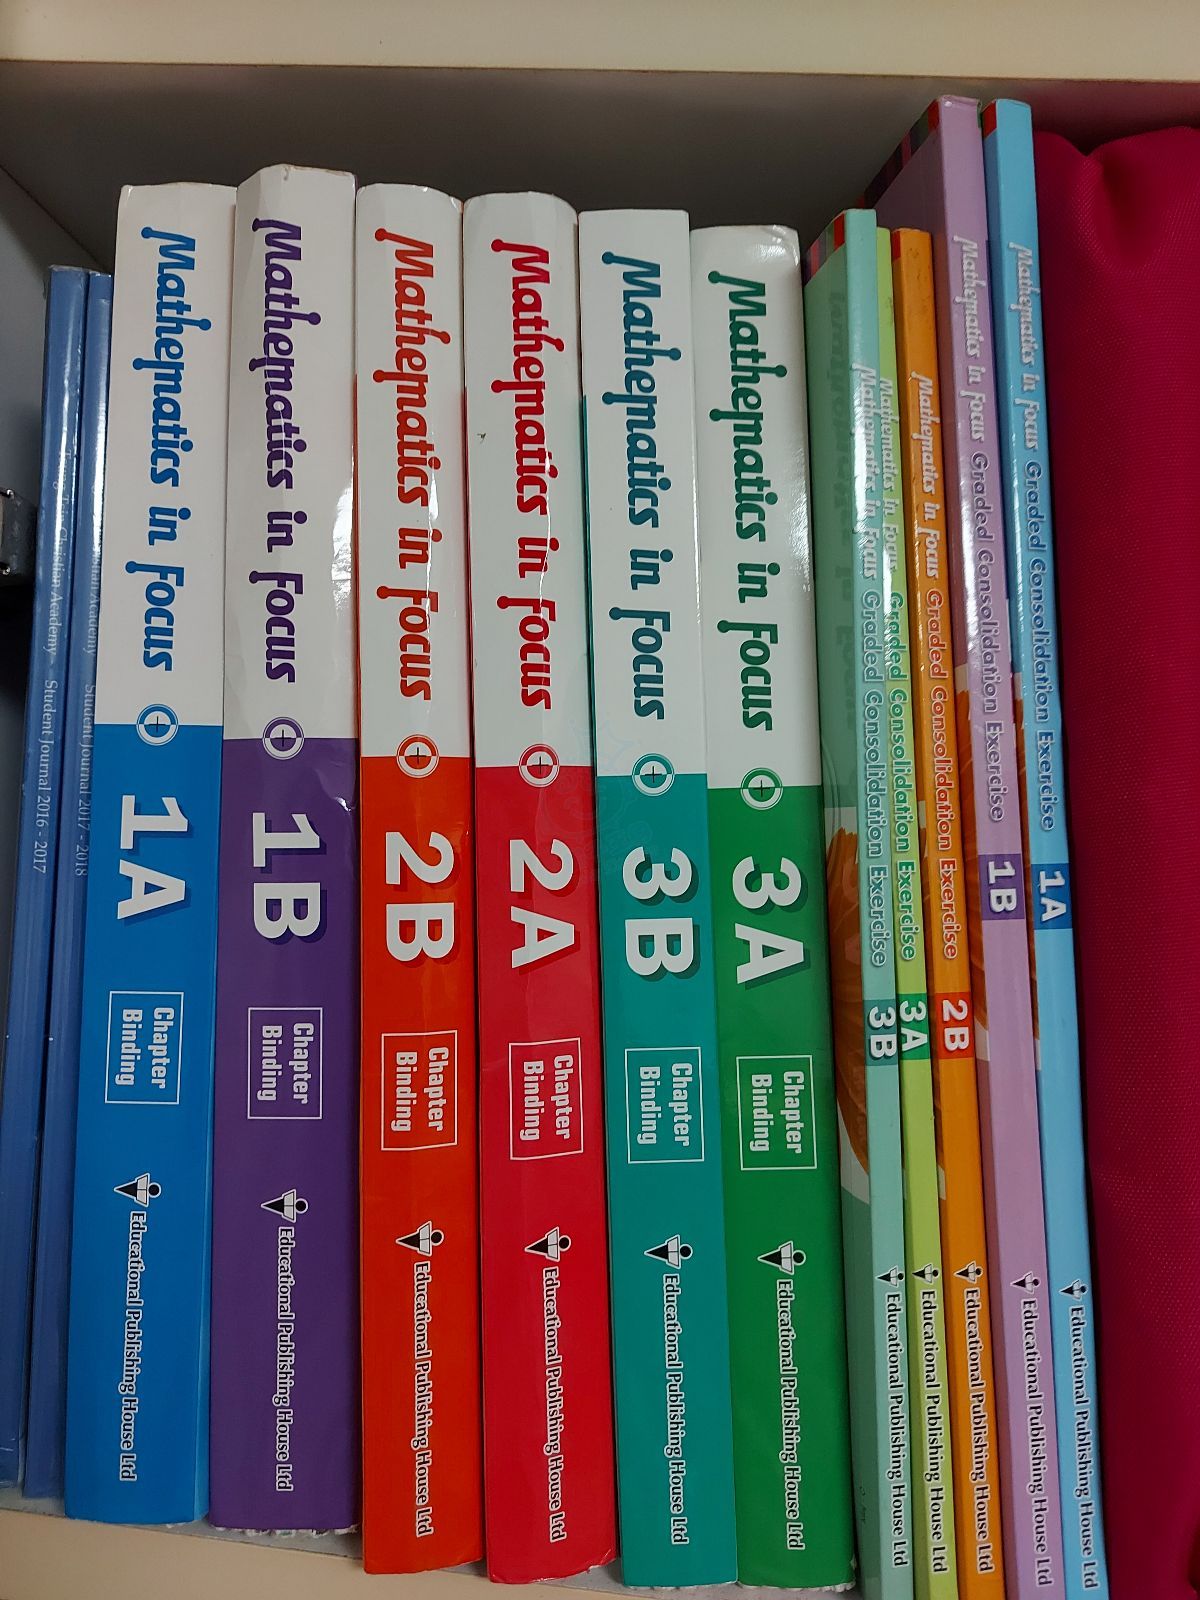 Christian Academy Student Journal 2016 - 2017
Academy Student Journal 2017 - 2018
Mathematics in Focus 1A
Chapter
Binding
Educational Publishing House Ltd
Mathematics in Focus 1B
Chapter
Binding
Educational Publishing House Ltd
Mathematics in Focus 2B
Chapter
Binding
Educational Publishing House Ltd
Mathematics in Focus 2A
Chapter
Binding
Educational Publishing House Ltd
Mathematics in Focus 3B
Chapter
Binding
Educational Publishing House Ltd
Mathematics in Focus 3A
Chapter
Binding
Educational Publishing House Ltd
Mathematics in Focus Graded Consolidation Exercise 3B Educational Publishing House Ltd
Mathematics in Focus Graded Consolidation Exercise 3A Educational Publishing House Ltd
Mathematics in Focus Graded Consolidation Exercise 2B Educational Publishing House Ltd
Mathematics in Focus Graded Consolidation Exercise 1B Educational Publishing House Ltd
Mathematics in Focus Graded Consolidation Exercise 1A Educational Publishing House Ltd